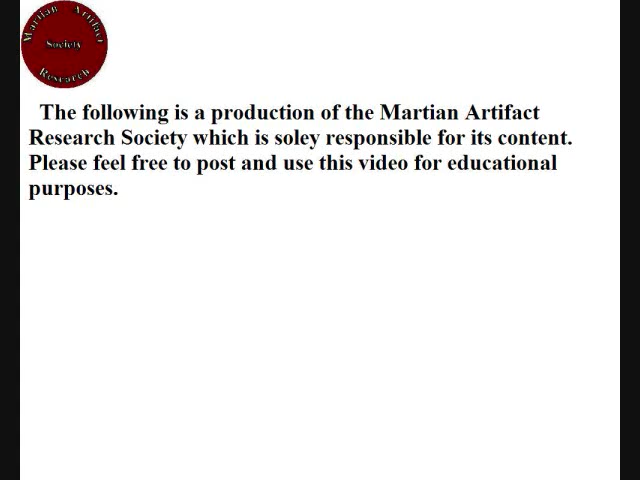 Martian Artifact
Society
Research
The following is a production of the Martian Artifact
Research Society which is soley responsible for its content.
Please feel free to post and use this video for educational
purposes.